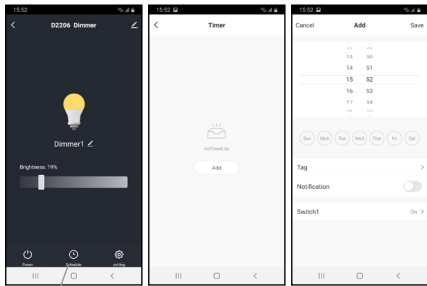 15:52
D2206 Dimmer
Dimmer1
Brightness: 19%
Power
Schedule
setting
15:52
Timer
noTimerList
Add
15:52
Cancel
Add
Save
13 50
14 51
15 52
16 53
17 54
Sun Mon Tue Wed Thur Fri Sat
Tag
Notification
Switch1
On